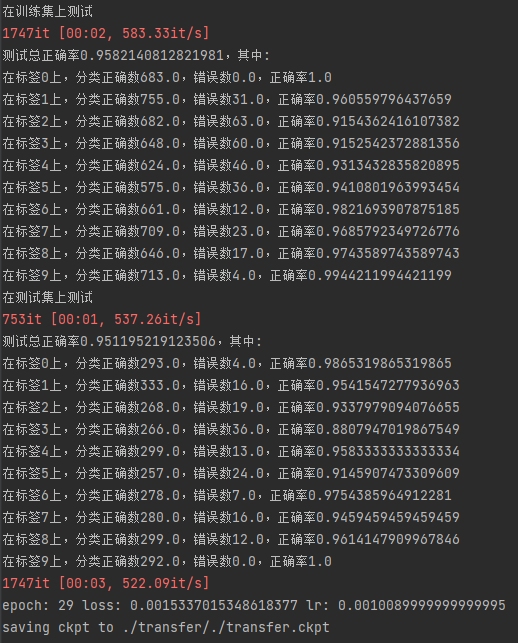 在训练集上测试
1747it [00:02, 583.33it/s]
测试总正确率0.9582140812821981，其中：
在标签0上，分类正确数683.0，错误数0.0，正确率1.0
在标签1上，分类正确数755.0，错误数31.0，正确率0.960559796437659
在标签2上，分类正确数682.0，错误数63.0，正确率0.9154362416107382
在标签3上，分类正确数648.0，错误数60.0，正确率0.9152542372881356
在标签4上，分类正确数624.0，错误数46.0，正确率0.9313432835820895
在标签5上，分类正确数575.0，错误数36.0，正确率0.9410801963993454
在标签6上，分类正确数661.0，错误数12.0，正确率0.9821693907875185
在标签7上，分类正确数709.0，错误数23.0，正确率0.9685792349726776
在标签8上，分类正确数646.0，错误数17.0，正确率0.9743589743589743
在标签9上，分类正确数713.0，错误数4.0，正确率0.9944211994421199
在测试集上测试
753it [00:01, 537.26it/s]
测试总正确率0.951195219123506，其中：
在标签0上，分类正确数293.0，错误数4.0，正确率0.9865319865319865
在标签1上，分类正确数333.0，错误数16.0，正确率0.9541547277936963
在标签2上，分类正确数268.0，错误数19.0，正确率0.9337979094076655
在标签3上，分类正确数266.0，错误数36.0，正确率0.8807947019867549
在标签4上，分类正确数299.0，错误数13.0，正确率0.9583333333333334
在标签5上，分类正确数257.0，错误数24.0，正确率0.9145907473309609
在标签6上，分类正确数278.0，错误数7.0，正确率0.9754385964912281
在标签7上，分类正确数280.0，错误数16.0，正确率0.9459459459459459
在标签8上，分类正确数299.0，错误数12.0，正确率0.9614147909967846
在标签9上，分类正确数292.0，错误数0.0，正确率1.0
1747it [00:03, 522.09it/s]
epoch: 29 loss: 0.0015337015348618377 lr: 0.0010089999999999995
saving ckpt to ./transfer/./transfer.ckpt